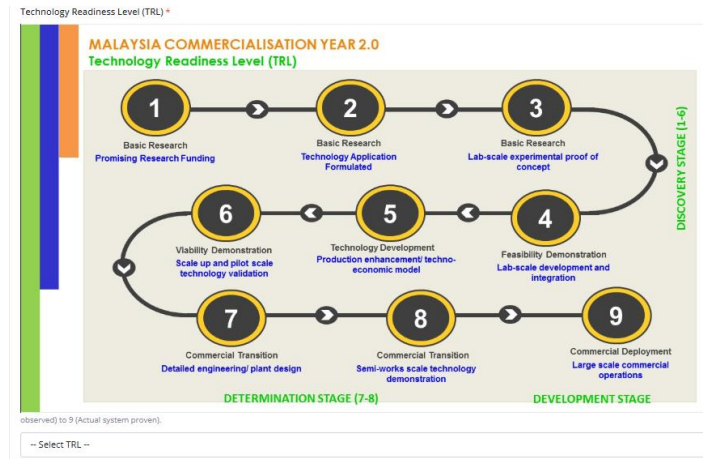 Technology Readiness Level (TRL) *
MALAYSIA COMMERCIALISATION YEAR 2.0
Technology Readiness Level (TRL)
1
Basic Research
Promising Research Funding
2
Basic Research
Technology Application
Formulated
3
Basic Research
Lab-scale experimental proof of
concept
DISCOVERY STAGE (1-6)
6
Viability Demonstration
Scale up and pilot scale
technology validation
5
Technology Development
Production enhancement/ techno-
economic model
4
Feasibility Demonstration
Lab-scale development and
integration
7
Commercial Transition
Detailed engineering/ plant design
8
Commercial Transition
Semi-works scale technology
demonstration
9
Commercial Deployment
Large scale commercial
operations
DETERMINATION STAGE (7-8)
DEVELOPMENT STAGE
observed) to 9 (Actual system proven).
-- Select TRL --